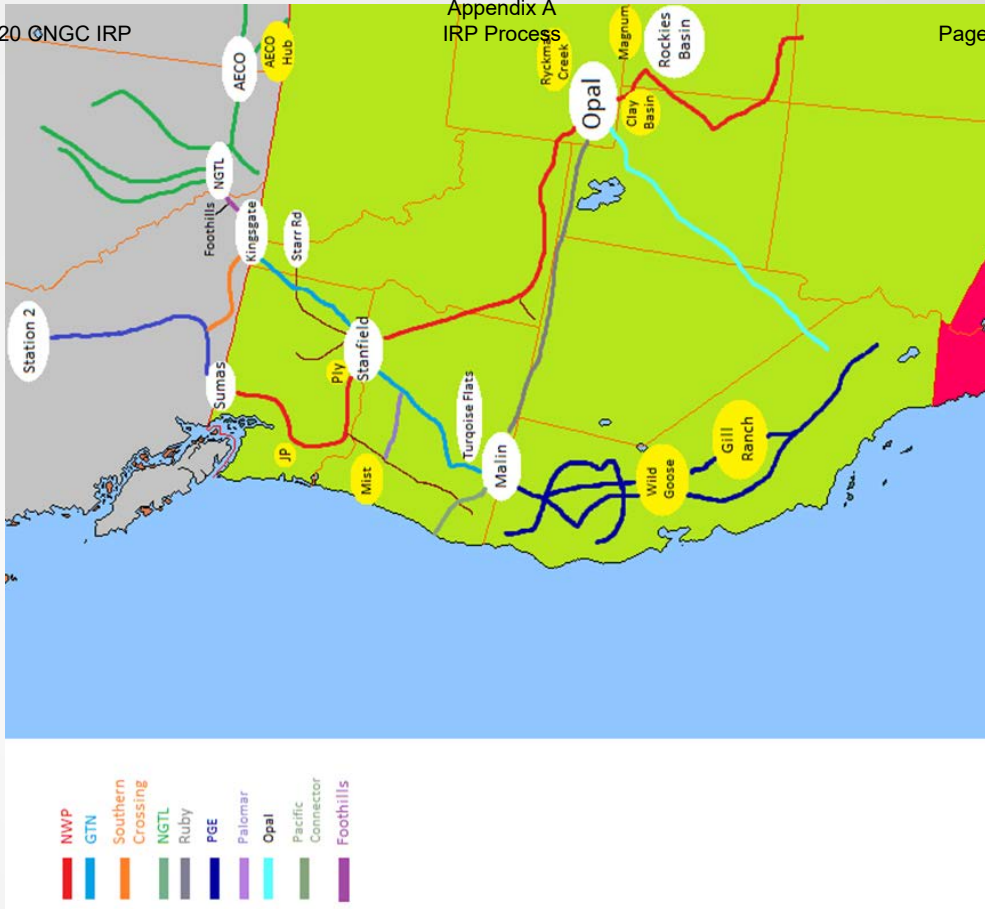 20 CNGC IRP
Appendix A
IRP Process
Page
Station 2
Sumas
JP
Mist
Ply
Stanfield
Starr Rd
Kingsgate
Foothills
NGTL
AECO
AECO
Hub
Turqoise Flats
Malin
Wild
Goose
Gill
Ranch
Opal
Ryckman
Creek
Clay
Basin
Magnum
Rockies
Basin
NWP
GTN
Southern
Crossing
NGTL
Ruby
PGE
Palomar
Opal
Pacific
Connector
Foothills